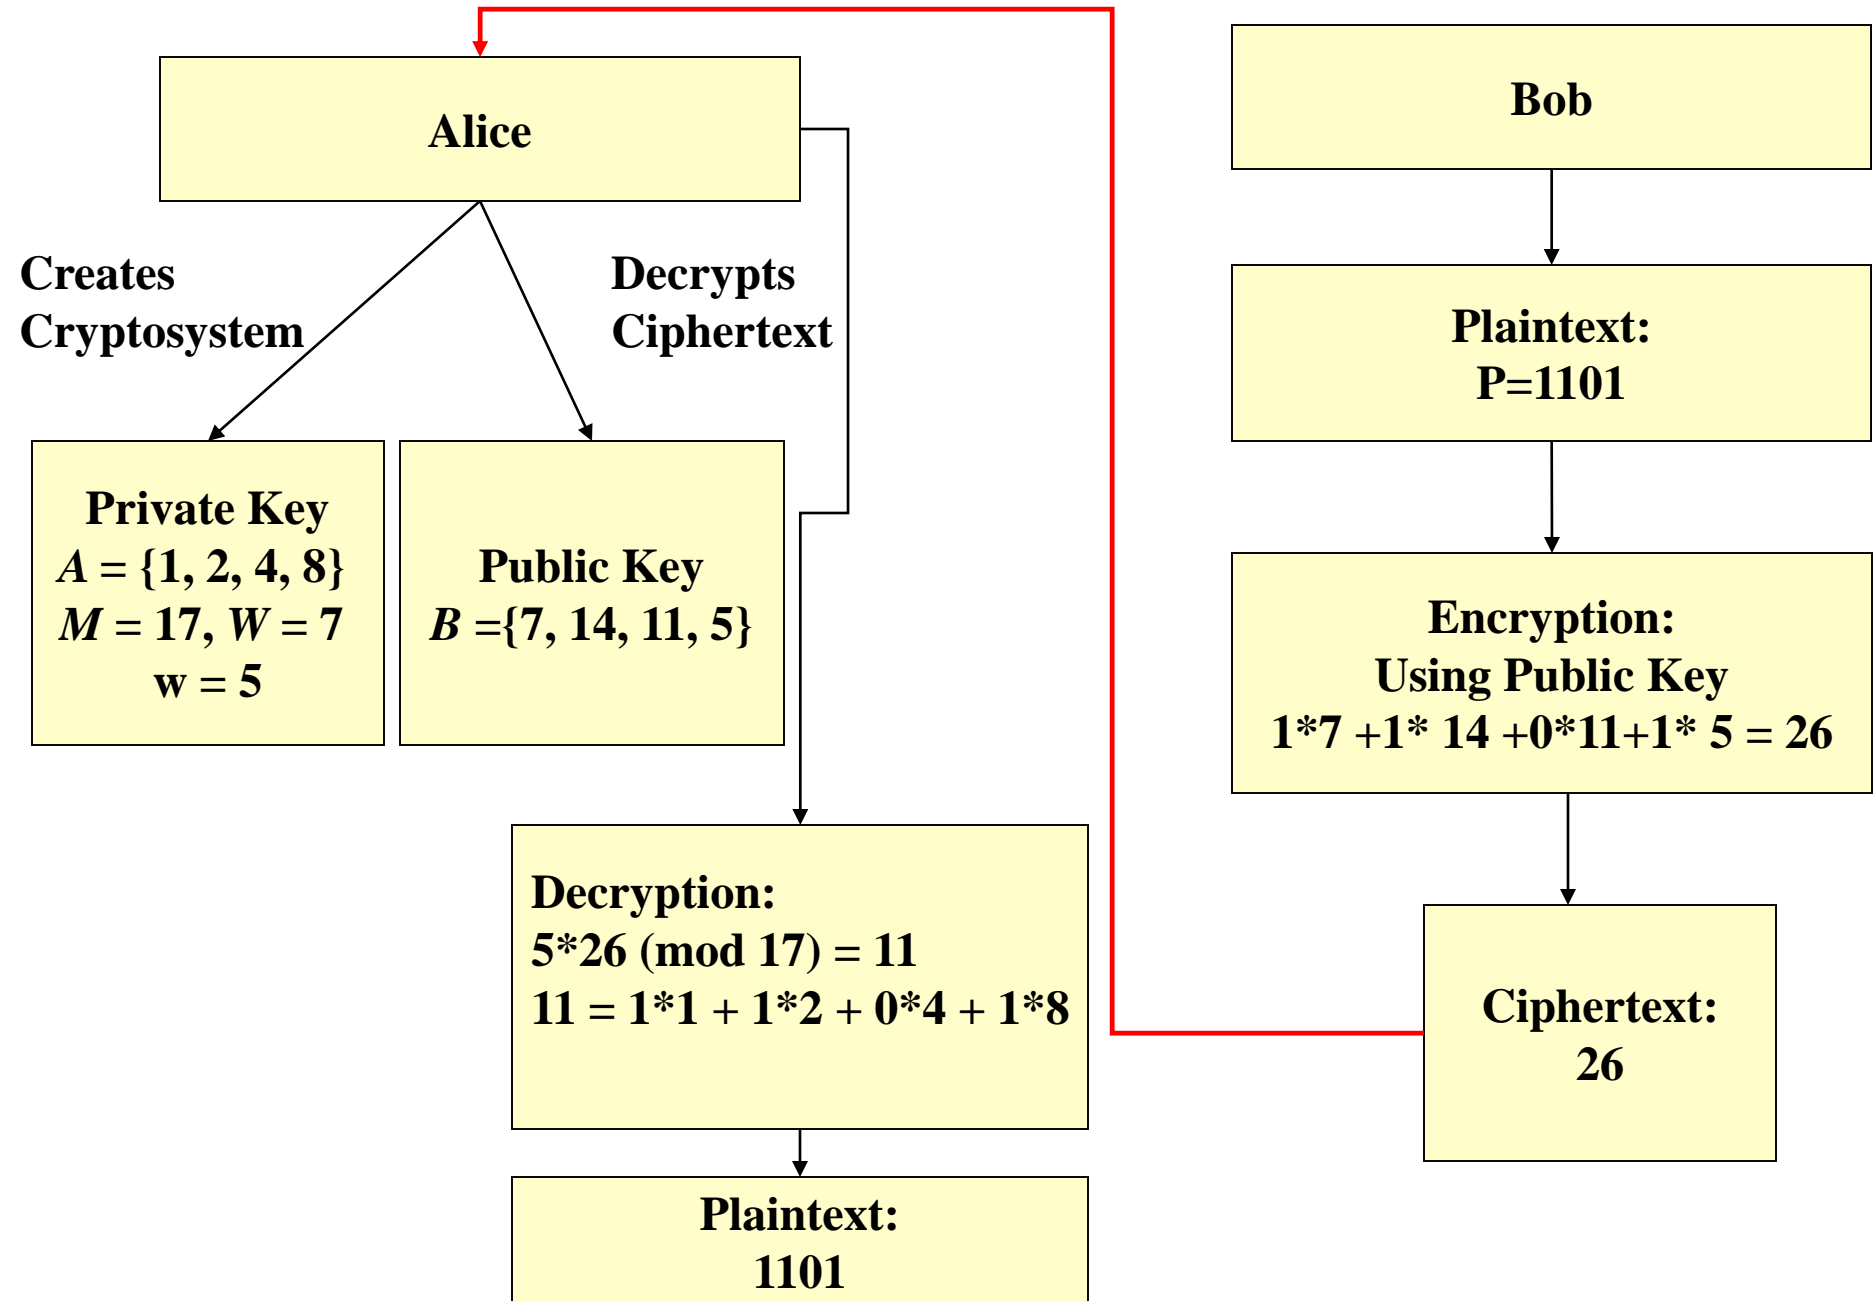 Alice
Creates
Cryptosystem
Decrypts
Ciphertext
Private Key
A = {1, 2, 4, 8}
M = 17, W = 7
w = 5
Public Key
B ={7, 14, 11, 5}
Decryption:
5*26 (mod 17) = 11
11 = 1*1 + 1*2 + 0*4 + 1*8
Plaintext:
1101
Bob
Plaintext:
P=1101
Encryption:
Using Public Key
1*7 +1* 14 +0*11+1* 5 = 26
Ciphertext:
26